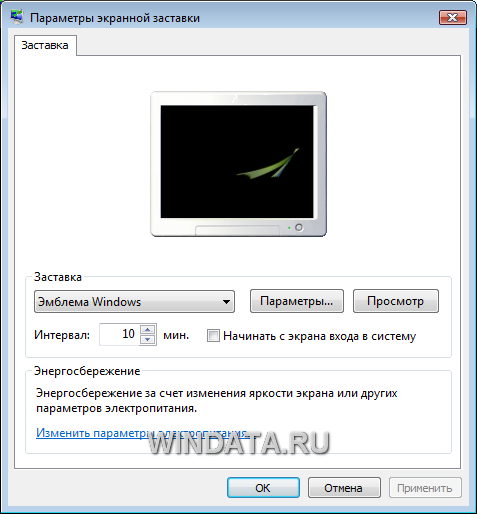 Параметры экранной заставки
Заставка
Заставка
Эмблема Windows
Параметры...
Просмотр
Интервал:
10
мин.
Начинать с экрана входа в систему
Энергосбережение
Энергосбережение за счет изменения яркости экрана или других
параметров электропитания.
Изменить параметры электропитания...
WINDATA.RU
ОК
Отмена
Применить